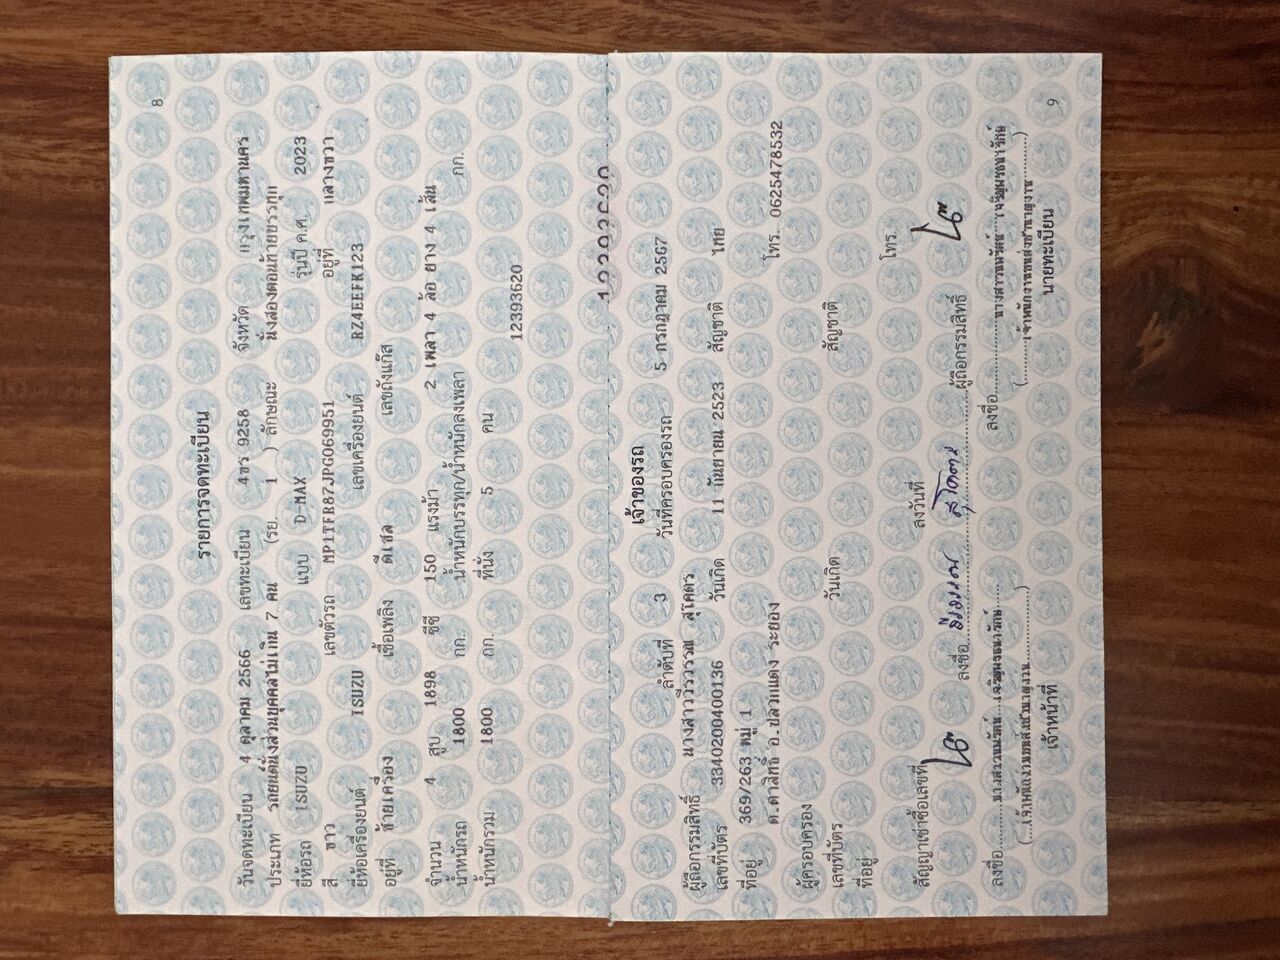 8
รายการจดทะเบียน
วันจดทะเบียน 4 ตุลาคม 2566 เลขทะเบียน 4ขร 9258 จังหวัด กรุงเทพมหานคร
ประเภท รถยนต์นั่งส่วนบุคคลไม่เกิน 7 คน (รย. 1 ) ลักษณะ นั่งสองตอนท้ายบรรทุก
ยี่ห้อรถ ISUZU แบบ D-MAX รุ่นปี ค.ศ. 2023
สี ขาว เลขตัวรถ MP1TFR87JPG069951 อยู่ที่ กลางขวา
ยี่ห้อเครื่องยนต์ ISUZU เลขเครื่องยนต์ RZ4EEFK123
อยู่ที่ ซ้ายเครื่อง เชื้อเพลิง ดีเซล เลขถังแก๊ส
จำนวน 4 สูบ 1898 ซีซี 150 แรงม้า 2 เพลา 4 ล้อ ยาง 4 เส้น
น้ำหนักรถ 1800 กก. น้ำหนักบรรทุก/น้ำหนักลงเพลา กก.
น้ำหนักรวม 1800 กก. ที่นั่ง 5 คน
12393620
เจ้าของรถ
ลำดับที่ 3 วันที่ครอบครองรถ 5 กรกฎาคม 2567
ผู้ถือกรรมสิทธิ์ นางสาววีรวรรณ สุโคตร
เลขที่บัตร 3340200400136 วันเกิด 11 กันยายน 2523 สัญชาติ ไทย
ที่อยู่ 369/263 หมู่ 1
ต.ตาสิทธิ์ อ.ปลวกแดง ระยอง โทร. 0625478532
ผู้ครอบครอง
เลขที่บัตร วันเกิด สัญชาติ
ที่อยู่ โทร.
สัญญาเช่าซื้อเลขที่ ลงวันที่
ลงชื่อ ผู้ถือกรรมสิทธิ์
ลงชื่อ ลงชื่อ
เจ้าหน้าที่ นายทะเบียน
9